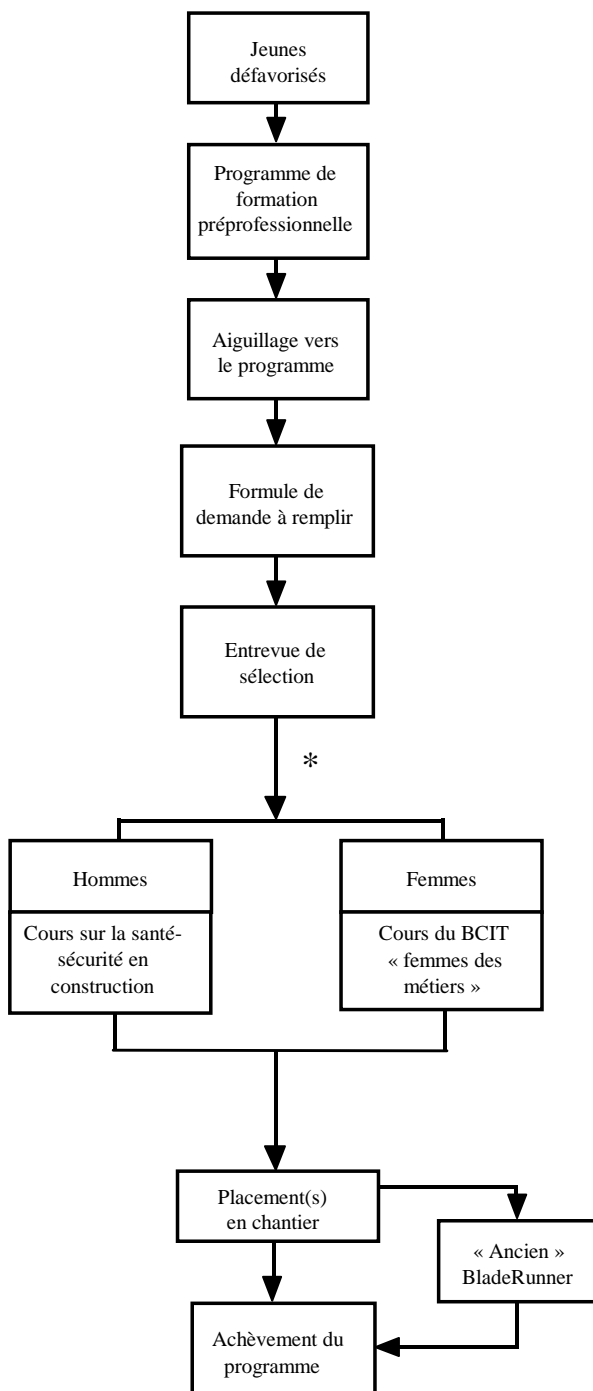 Jeunes
défavorisés
Programme de
formation
préprofessionnelle
Aiguillage vers
le programme
Formule de
demande à remplir
Entrevue de
sélection
*
Hommes
Cours sur la santé-
sécurité en
construction
Femmes
Cours du BCIT
« femmes des
métiers »
Placement(s)
en chantier
« Ancien »
BladeRunner
Achèvement du
programme